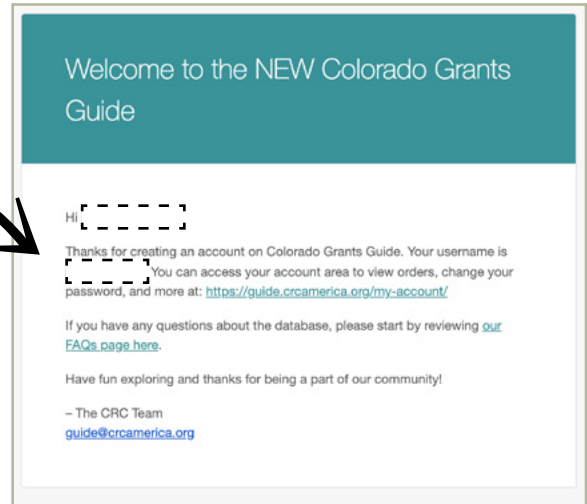 Welcome to the NEW Colorado Grants
Guide
Hi
Thanks for creating an account on Colorado Grants Guide. Your username is
You can access your account area to view orders, change your
password, and more at: https://guide.crcamerica.org/my-account/
If you have any questions about the database, please start by reviewing our
FAQs page here.
Have fun exploring and thanks for being a part of our community!
– The CRC Team
guide@crcamerica.org